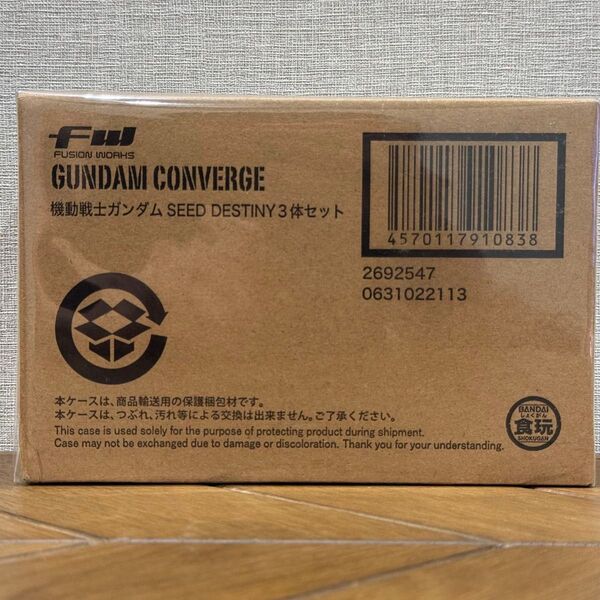 FW
FUSION WORKS
GUNDAM CONVERGE
機動戦士ガンダム SEED DESTINY 3体セット
4570117910838
2692547
0631022113
本ケースは、商品輸送用の保護梱包材です。
本ケースは、つぶれ、汚れ等による交換は出来ません。ご了承ください。
This case is used solely for the purpose of protecting product during shipment.
Case may not be exchanged due to damage or discoloration. Thank you for your understanding.
BANDAI
しょくがん
食玩
SHOKUGAN